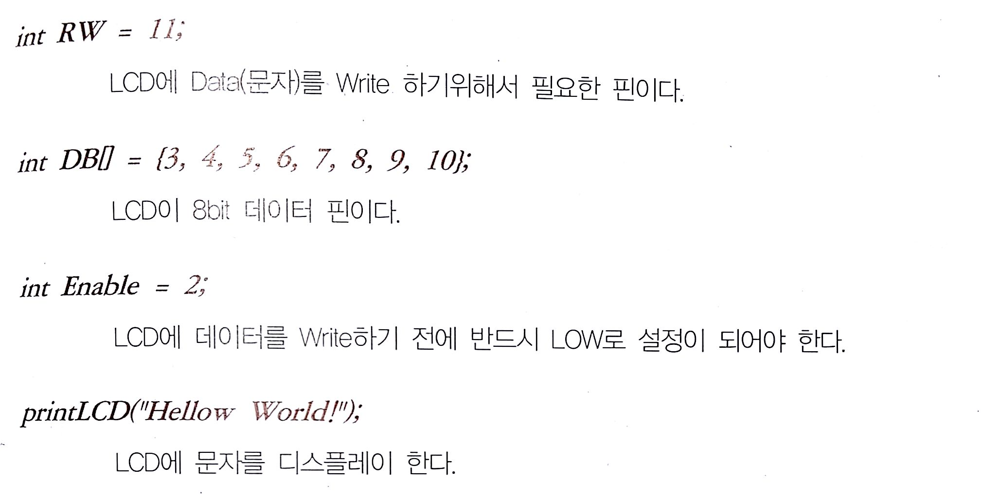 int RW = 11;
LCD에 Data(문자)를 Write 하기위해서 필요한 핀이다.
int DB[] = {3, 4, 5, 6, 7, 8, 9, 10};
LCD이 8bit 데이터 핀이다.
int Enable = 2;
LCD에 데이터를 Write하기 전에 반드시 LOW로 설정이 되어야 한다.
printLCD("Hellow World!");
LCD에 문자를 디스플레이 한다.